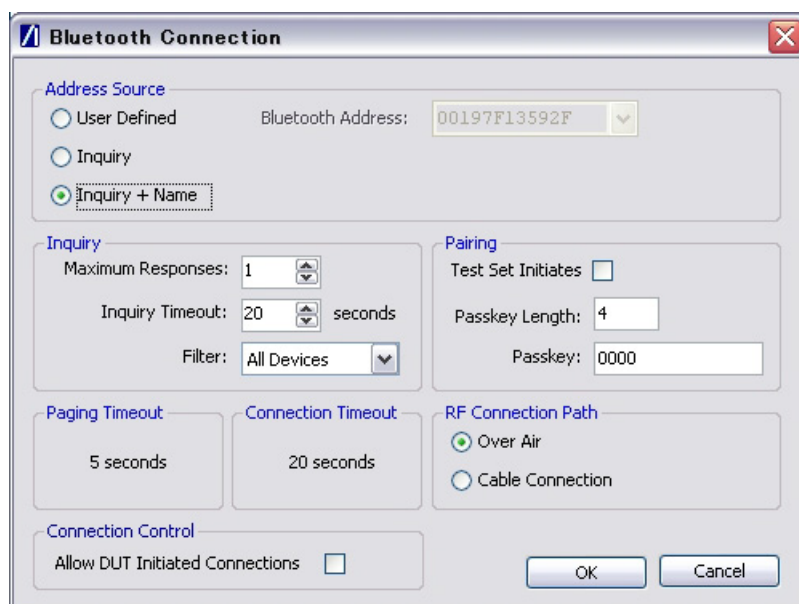 Bluetooth Connection
Address Source
User Defined Bluetooth Address: 00197F13592F
Inquiry
Inquiry + Name
Inquiry
Maximum Responses: 1
Inquiry Timeout: 20 seconds
Filter: All Devices
Pairing
Test Set Initiates
Passkey Length: 4
Passkey: 0000
Paging Timeout
5 seconds
Connection Timeout
20 seconds
RF Connection Path
Over Air
Cable Connection
Connection Control
Allow DUT Initiated Connections
OK Cancel